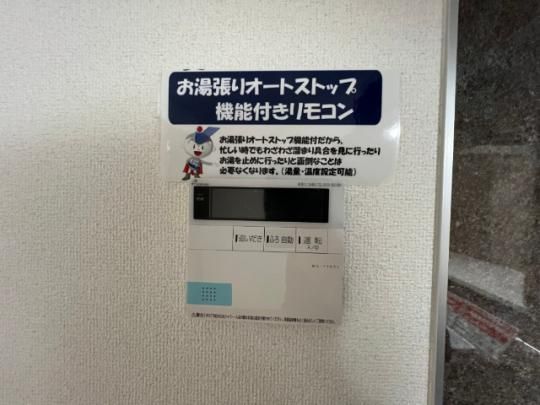 お湯張りオートストップ
機能付きリモコン
お湯張りオートストップ機能付だから、
忙しい時でもわざわざ溜まり具合を見に行ったり
お湯を止めに行ったりと面倒なことは
必要なくなります。(湯量・温度設定可能)
追いだき ふろ自動 運転
入/切